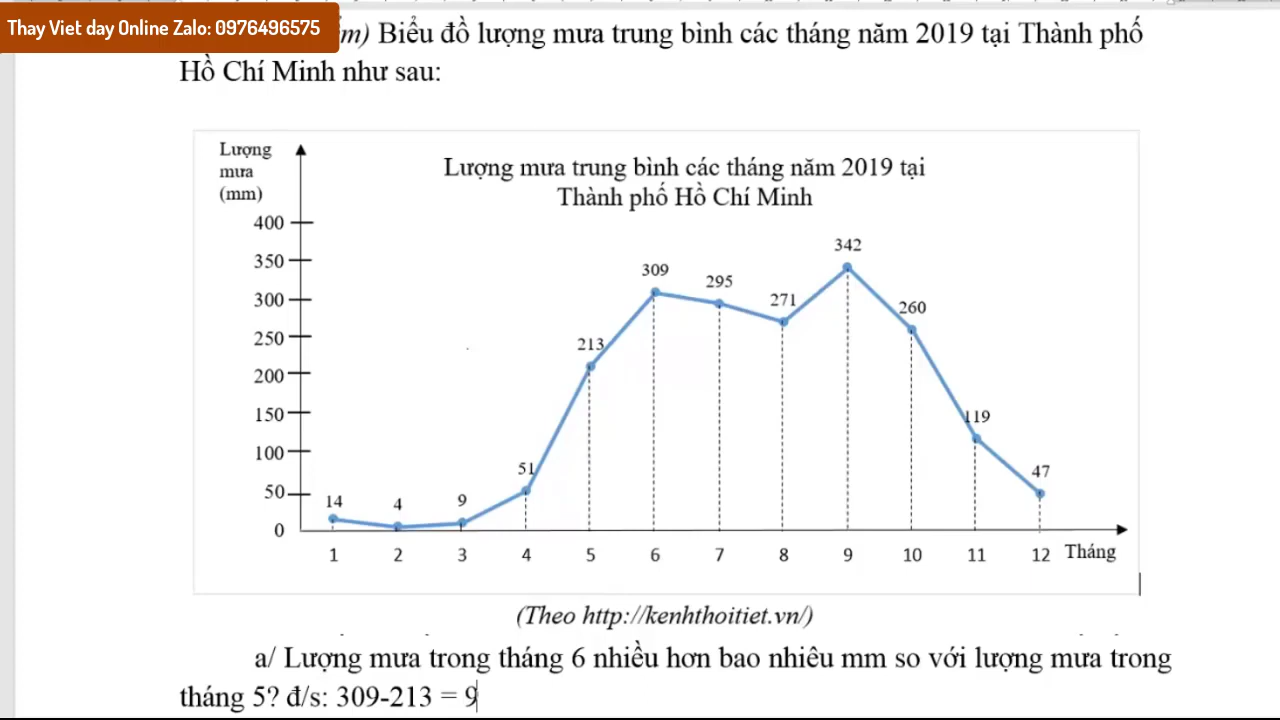 Thay Viet day Online Zalo: 0976496575
m) Biểu đồ lượng mưa trung bình các tháng năm 2019 tại Thành phố
Hồ Chí Minh như sau:
Lượng
mưa
(mm)
Lượng mưa trung bình các tháng năm 2019 tại
Thành phố Hồ Chí Minh
400
350
300
250
200
150
100
50
0
14
4
9
51
213
309
295
271
342
260
119
47
1 2 3 4 5 6 7 8 9 10 11 12 Tháng
(Theo http://kenhthoitiet.vn/)
a/ Lượng mưa trong tháng 6 nhiều hơn bao nhiêu mm so với lượng mưa trong
tháng 5? đ/s: 309-213 = 9